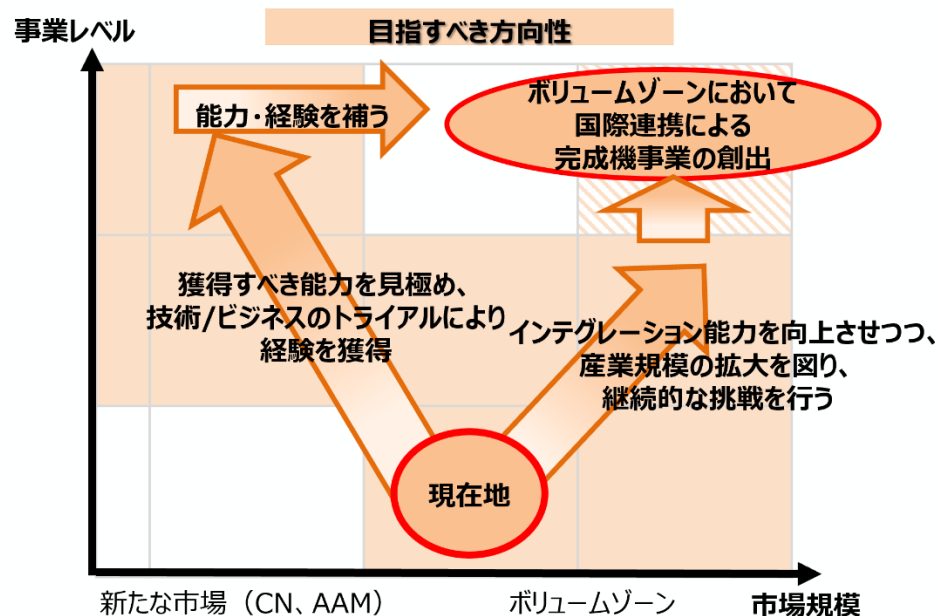 事業レベル
目指すべき方向性
能力・経験を補う
ボリュームゾーンにおいて
国際連携による
完成機事業の創出
獲得すべき能力を見極め、
技術/ビジネスのトライアルにより
経験を獲得
インテグレーション能力を向上させつつ、
産業規模の拡大を図り、
継続的な挑戦を行う
現在地
新たな市場（CN、AAM）
ボリュームゾーン
市場規模